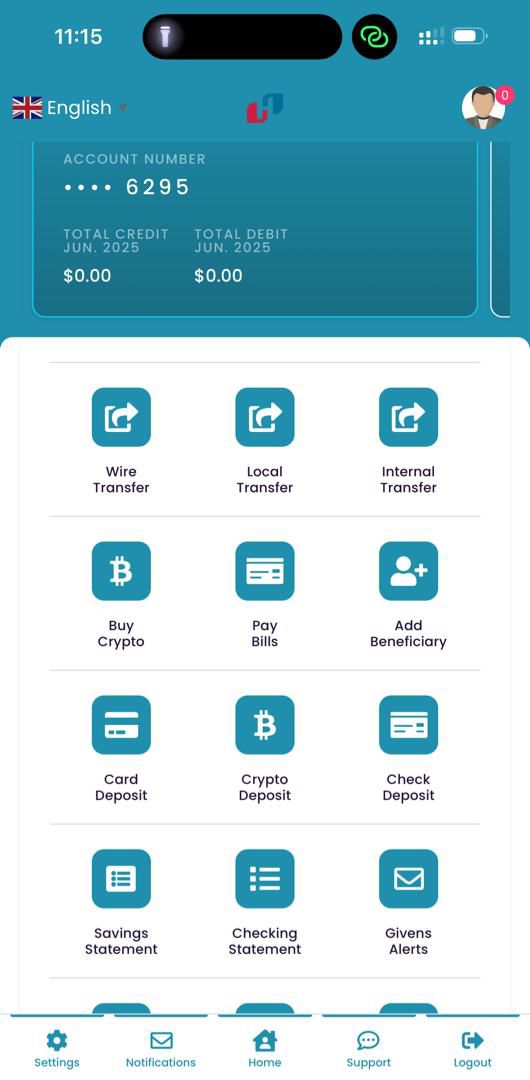 11:15
English
0
ACCOUNT NUMBER
•••• 6295
TOTAL CREDIT TOTAL DEBIT
JUN. 2025 JUN. 2025
$0.00 $0.00
Wire Local Internal
Transfer Transfer Transfer
Buy Pay Add
Crypto Bills Beneficiary
Card Crypto Check
Deposit Deposit Deposit
Savings Checking Givens
Statement Statement Alerts
Settings Notifications Home Support Logout